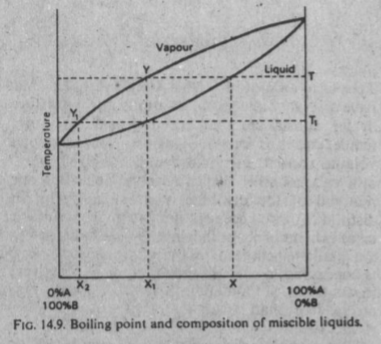 Vapour
Y
Liquid
T
Y₁
T₁
Temperature
X₂
X₁
X
0%A
100%B
100%A
0%B
FIG. 14.9. Boiling point and composition of miscible liquids.